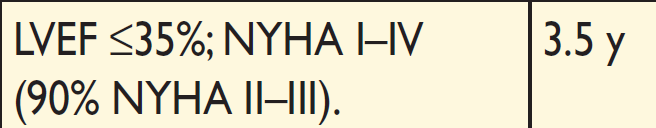 LVEF ≤35%; NYHA I–IV
(90% NYHA II–III).
3.5 y